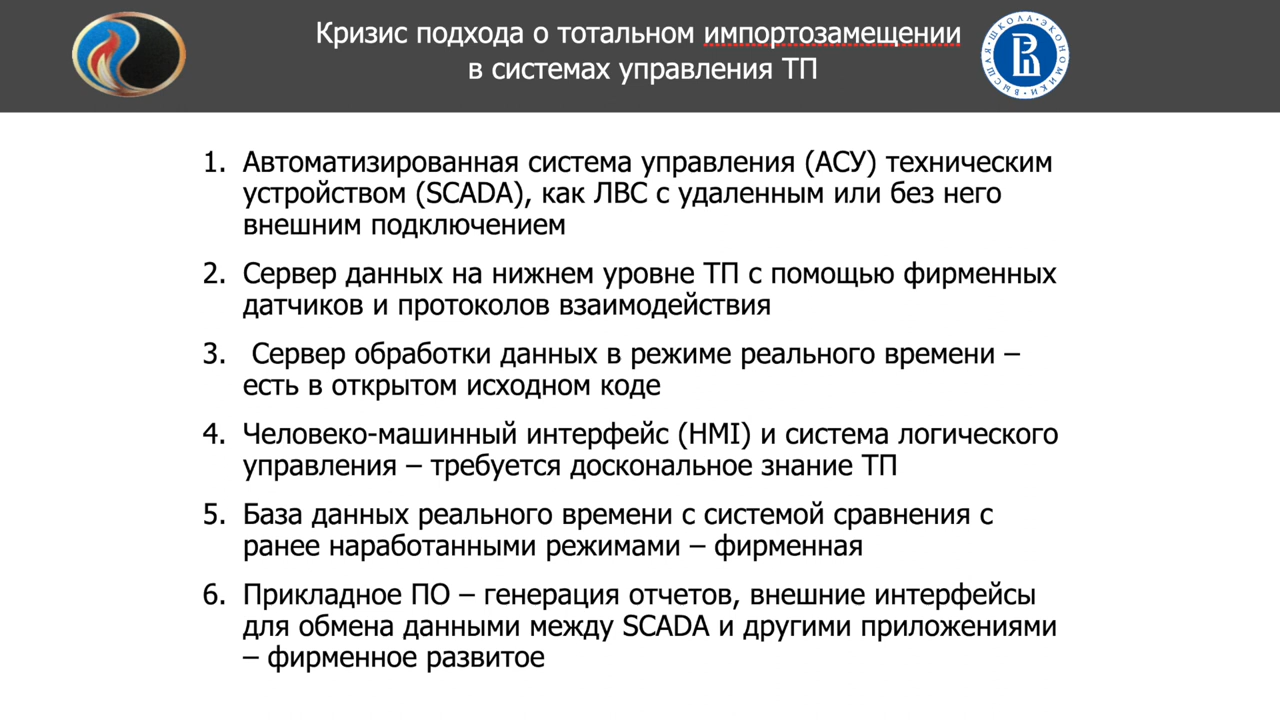 Кризис подхода о тотальном импортозамещении
в системах управления ТП
ВЫСШАЯ ШКОЛА ЭКОНОМИКИ
1. Автоматизированная система управления (АСУ) техническим
устройством (SCADA), как ЛВС с удаленным или без него
внешним подключением
2. Сервер данных на нижнем уровне ТП с помощью фирменных
датчиков и протоколов взаимодействия
3. Сервер обработки данных в режиме реального времени –
есть в открытом исходном коде
4. Человеко-машинный интерфейс (HMI) и система логического
управления – требуется доскональное знание ТП
5. База данных реального времени с системой сравнения с
ранее наработанными режимами – фирменная
6. Прикладное ПО – генерация отчетов, внешние интерфейсы
для обмена данными между SCADA и другими приложениями
– фирменное развитое